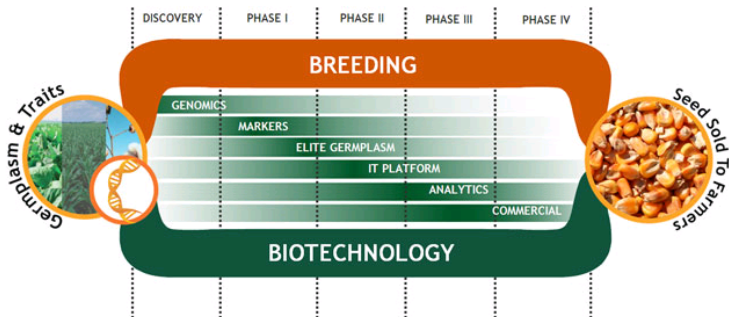 DISCOVERY
PHASE I
PHASE II
PHASE III
PHASE IV
BREEDING
Germplasm & Traits
GENOMICS
MARKERS
ELITE GERMPLASM
IT PLATFORM
ANALYTICS
COMMERCIAL
Seed Sold To Farmers
BIOTECHNOLOGY